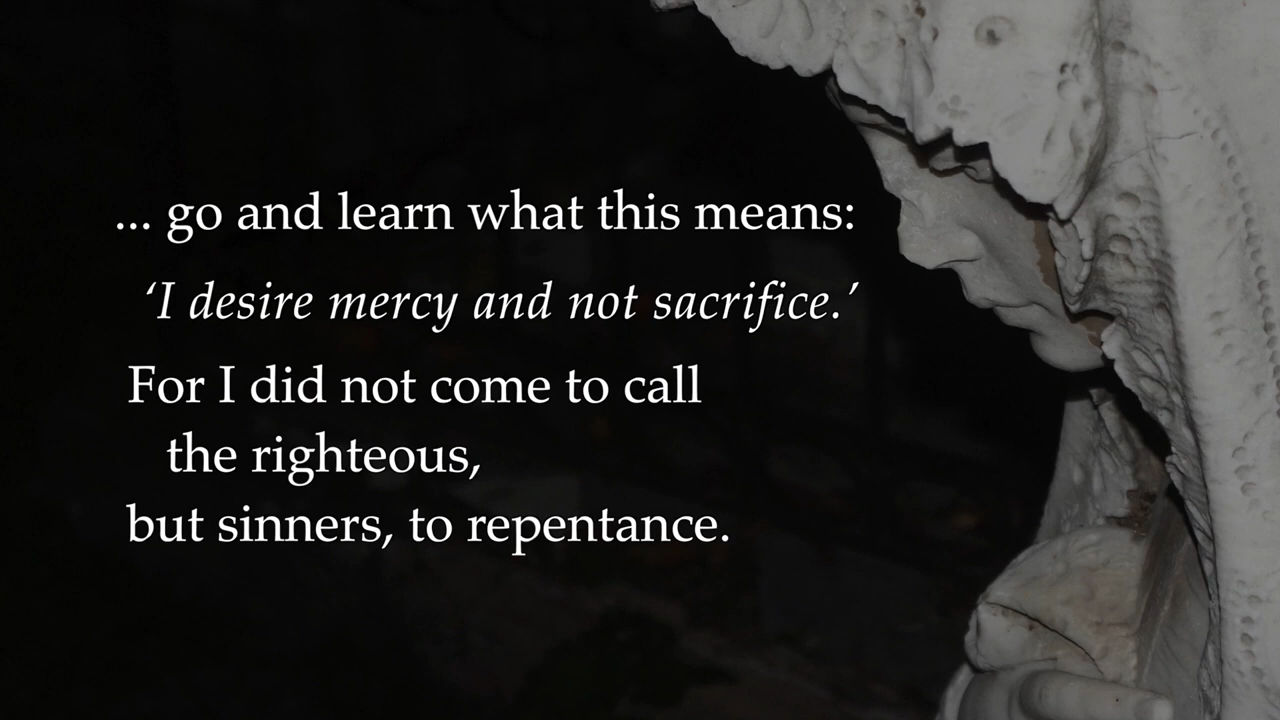 ... go and learn what this means:
‘I desire mercy and not sacrifice.’
For I did not come to call
the righteous,
but sinners, to repentance.